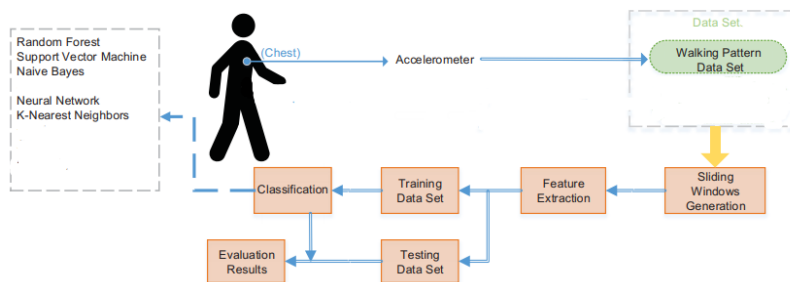 Random Forest
Support Vector Machine
Naive Bayes
Neural Network
K-Nearest Neighbors
(Chest)
Accelerometer
Data Set.
Walking Pattern
Data Set
Classification
Training
Data Set
Feature
Extraction
Sliding
Windows
Generation
Evaluation
Results
Testing
Data Set